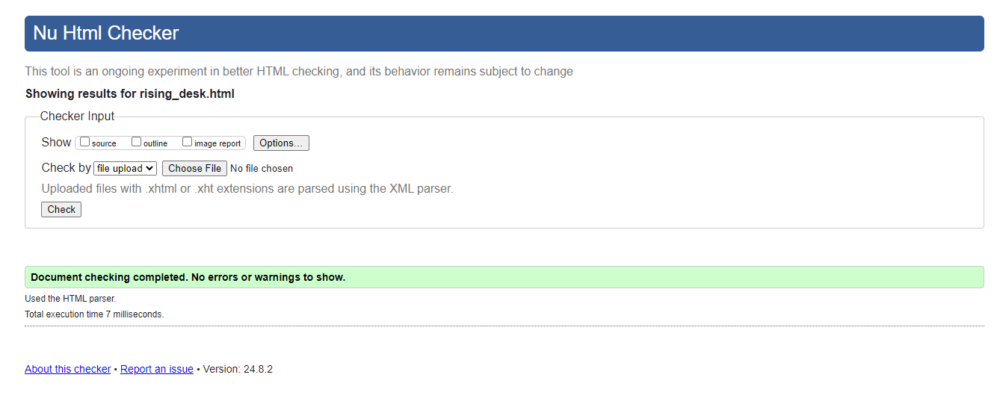 Nu Html Checker
This tool is an ongoing experiment in better HTML checking, and its behavior remains subject to change
Showing results for rising_desk.html
Checker Input
Show source outline image report Options...
Check by file upload Choose File No file chosen
Uploaded files with .xhtml or .xht extensions are parsed using the XML parser.
Check
Document checking completed. No errors or warnings to show.
Used the HTML parser.
Total execution time 7 milliseconds.
About this checker • Report an issue • Version: 24.8.2